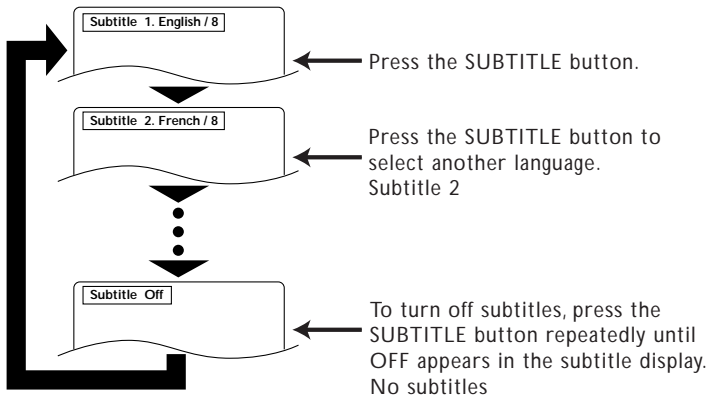 Subtitle 1. English / 8
Press the SUBTITLE button.
Subtitle 2. French / 8
Press the SUBTITLE button to
select another language.
Subtitle 2
Subtitle Off
To turn off subtitles, press the
SUBTITLE button repeatedly until
OFF appears in the subtitle display.
No subtitles